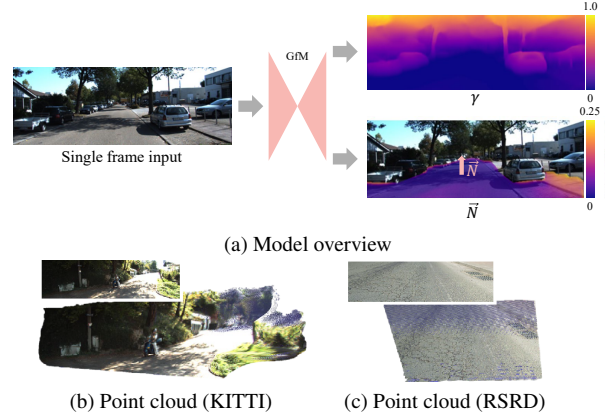 GfM
1.0
0
γ
0.25
0
Single frame input
N⃗
N⃗
(a) Model overview
(b) Point cloud (KITTI)
(c) Point cloud (RSRD)